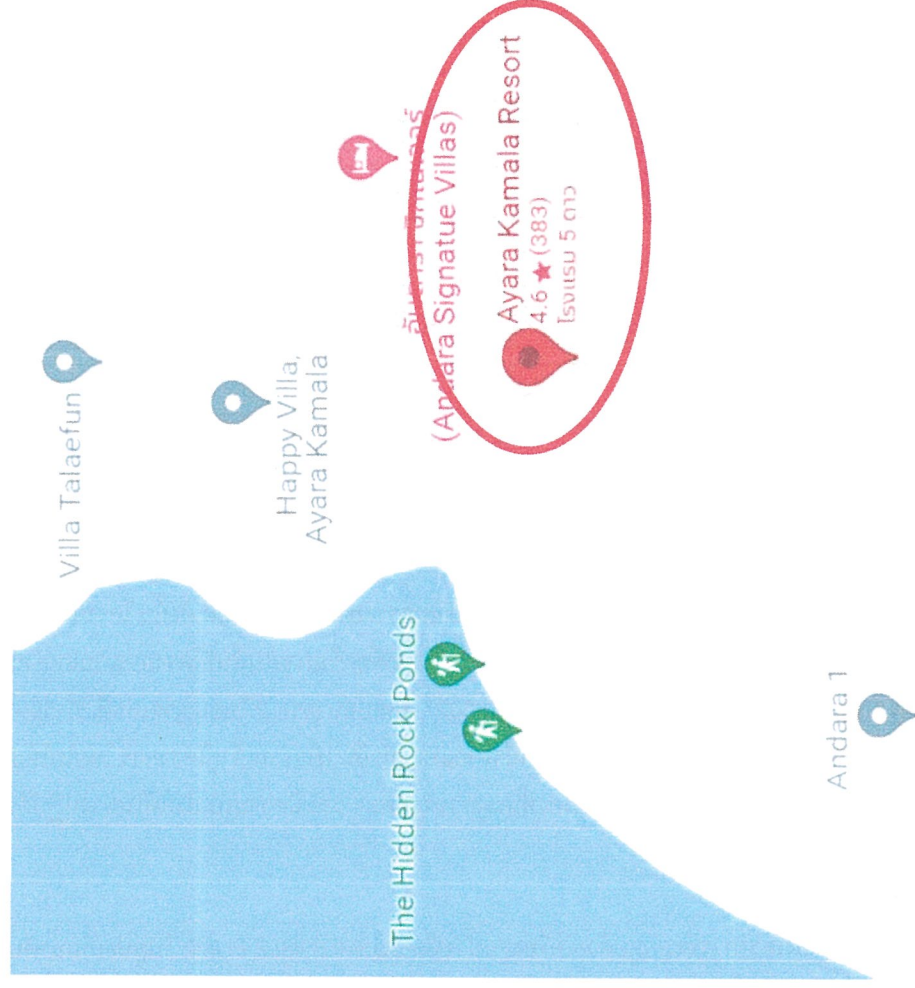 Villa Talaefun
Happy Villa,
Ayara Kamala
(Andara Signatue Villas)
Ayara Kamala Resort
4.6 ★ (383)
โรงแรม 5 ดาว
The Hidden Rock Ponds
Andara 1